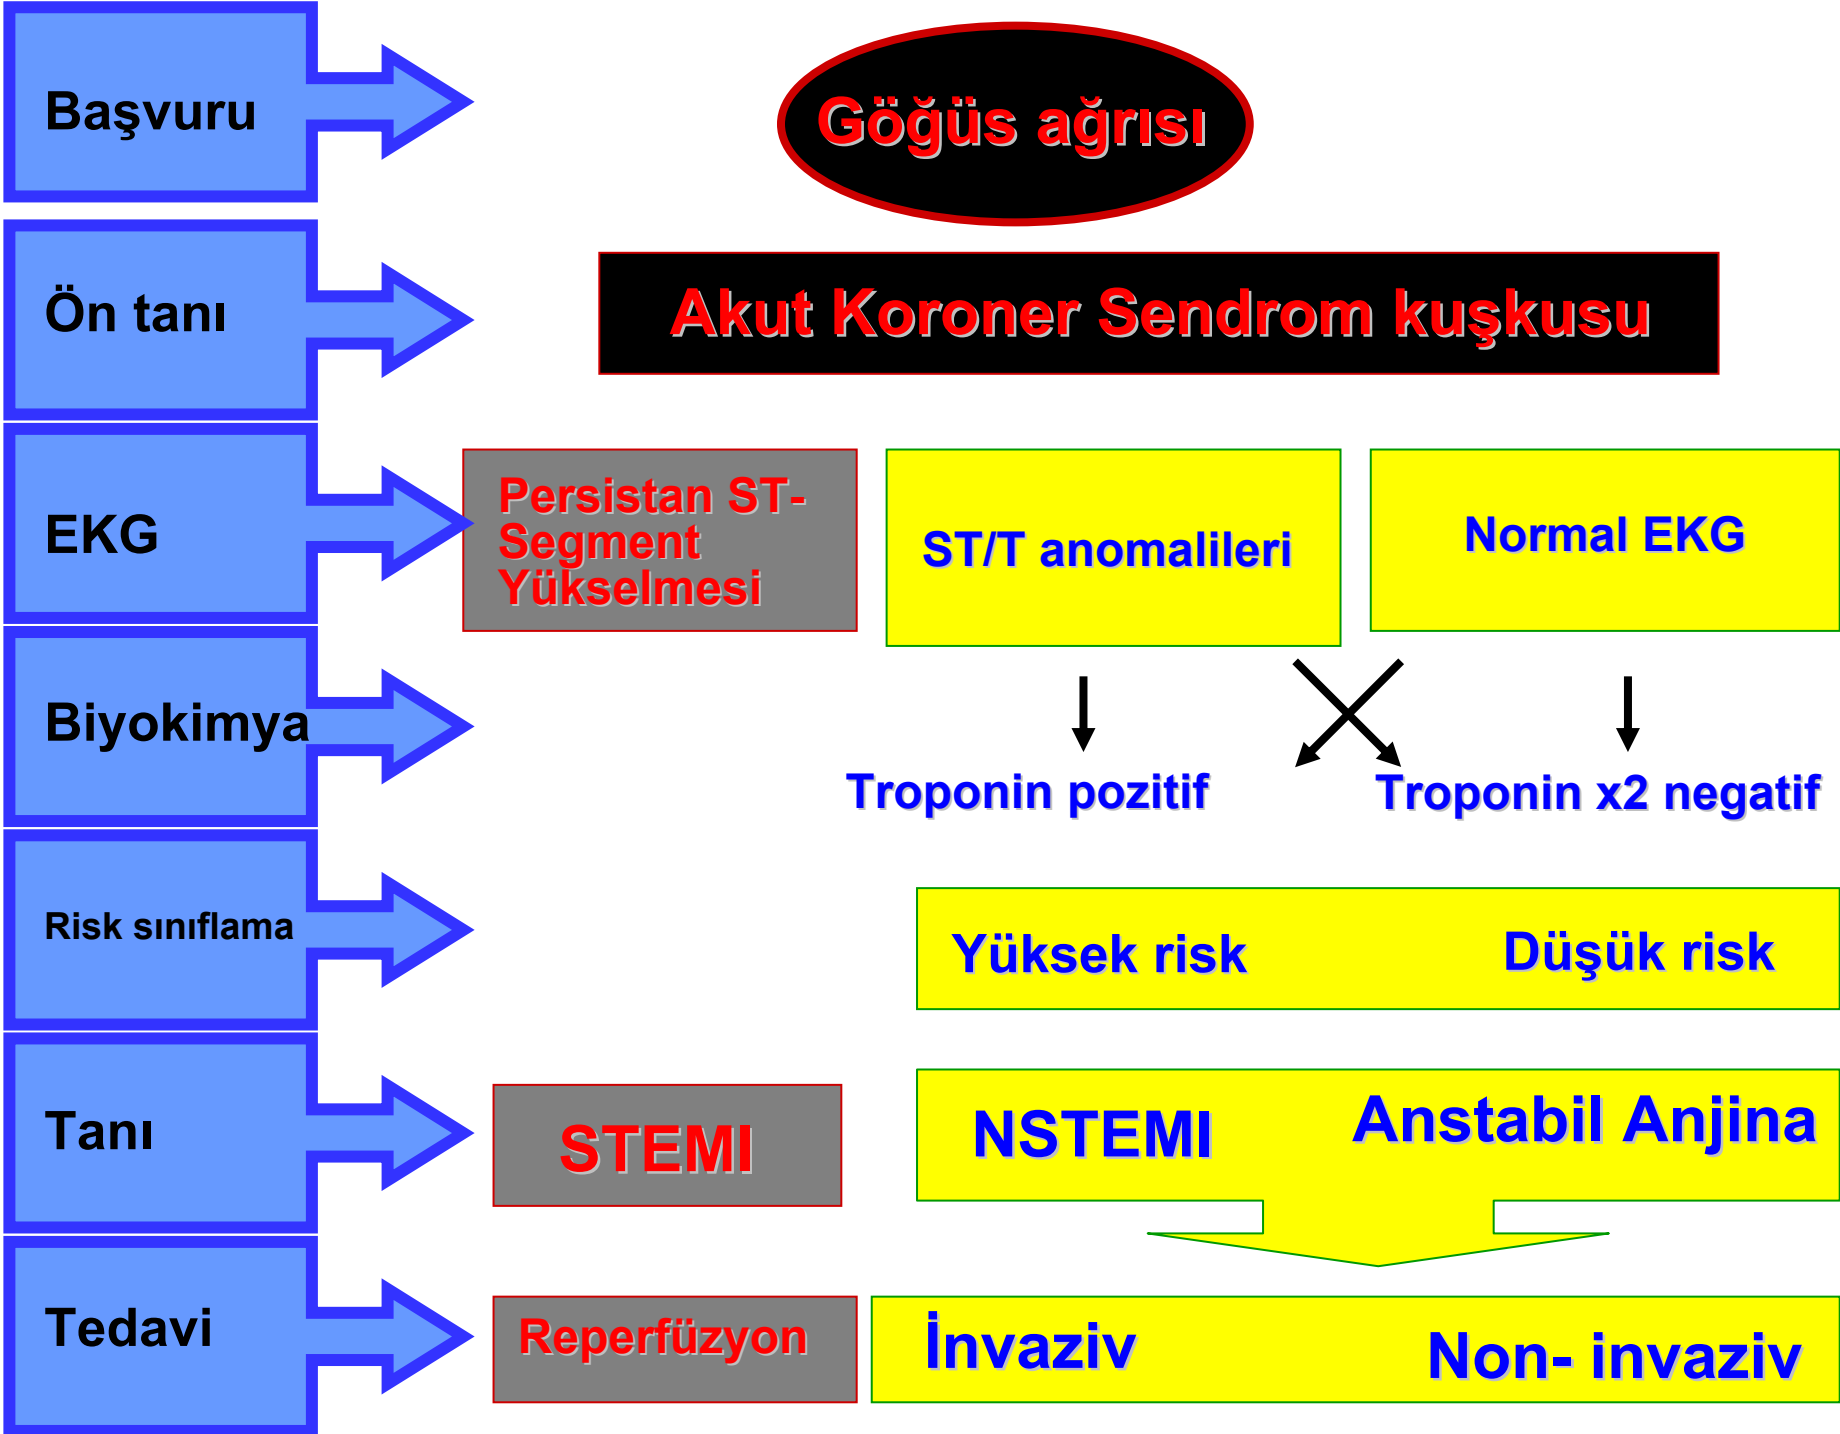 Başvuru
Göğüs ağrısı
Ön tanı
Akut Koroner Sendrom kuşkusu
EKG
Persistan ST-
Segment
Yükselmesi
ST/T anomalileri
Normal EKG
Biyokimya
Troponin pozitif
Troponin x2 negatif
Risk sınıflama
Yüksek risk
Düşük risk
Tanı
STEMI
NSTEMI
Anstabil Anjina
Tedavi
Reperfüzyon
İnvaziv
Non- invaziv